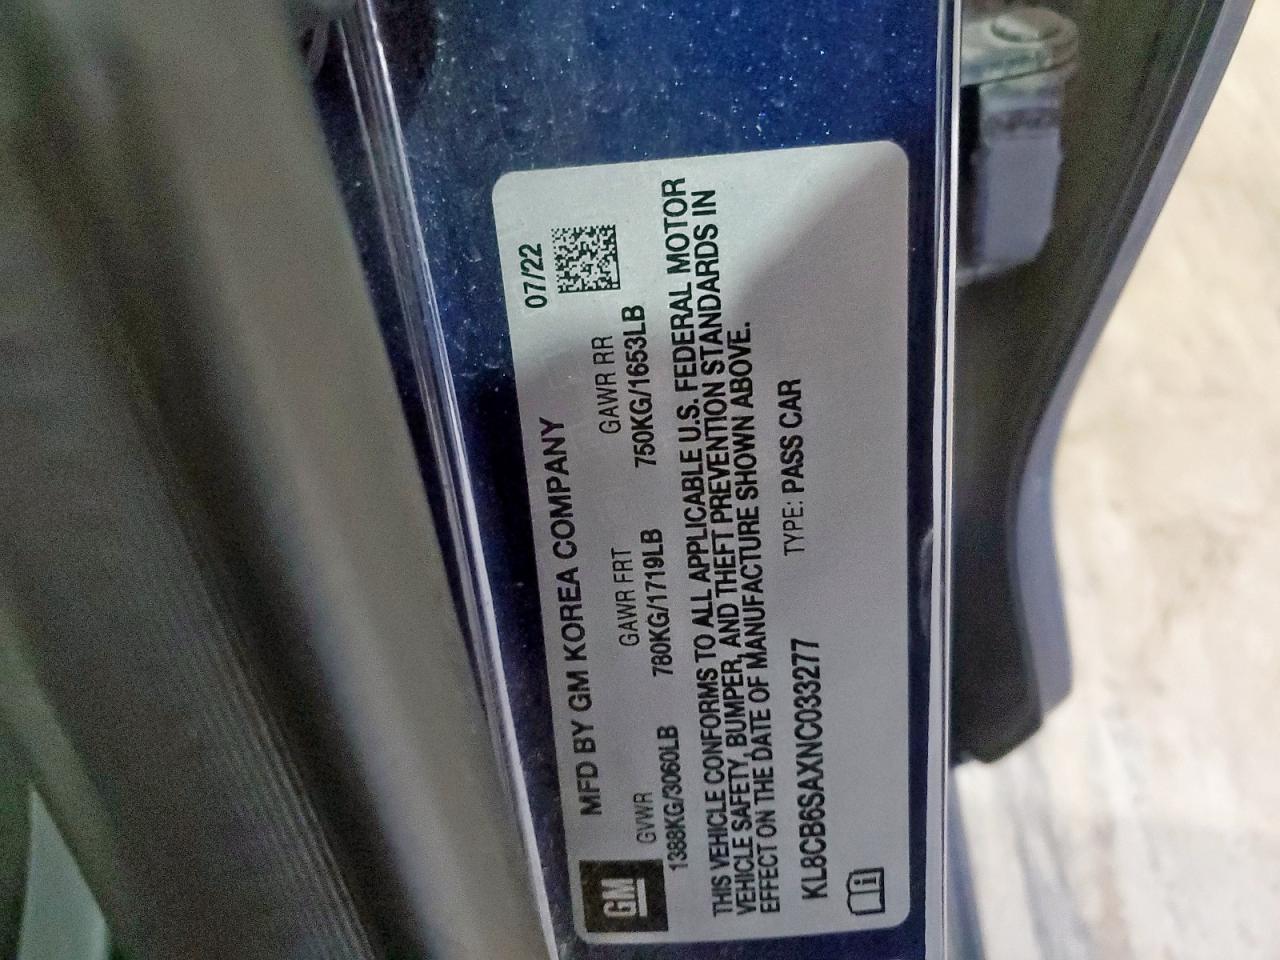 GM
MFD BY GM KOREA COMPANY 07/22
GVWR GAWR FRT GAWR RR
1388KG/3060LB 780KG/1719LB 750KG/1653LB
THIS VEHICLE CONFORMS TO ALL APPLICABLE U.S. FEDERAL MOTOR
VEHICLE SAFETY, BUMPER, AND THEFT PREVENTION STANDARDS IN
EFFECT ON THE DATE OF MANUFACTURE SHOWN ABOVE.
KL8CB6SAXNC033277 TYPE: PASS CAR